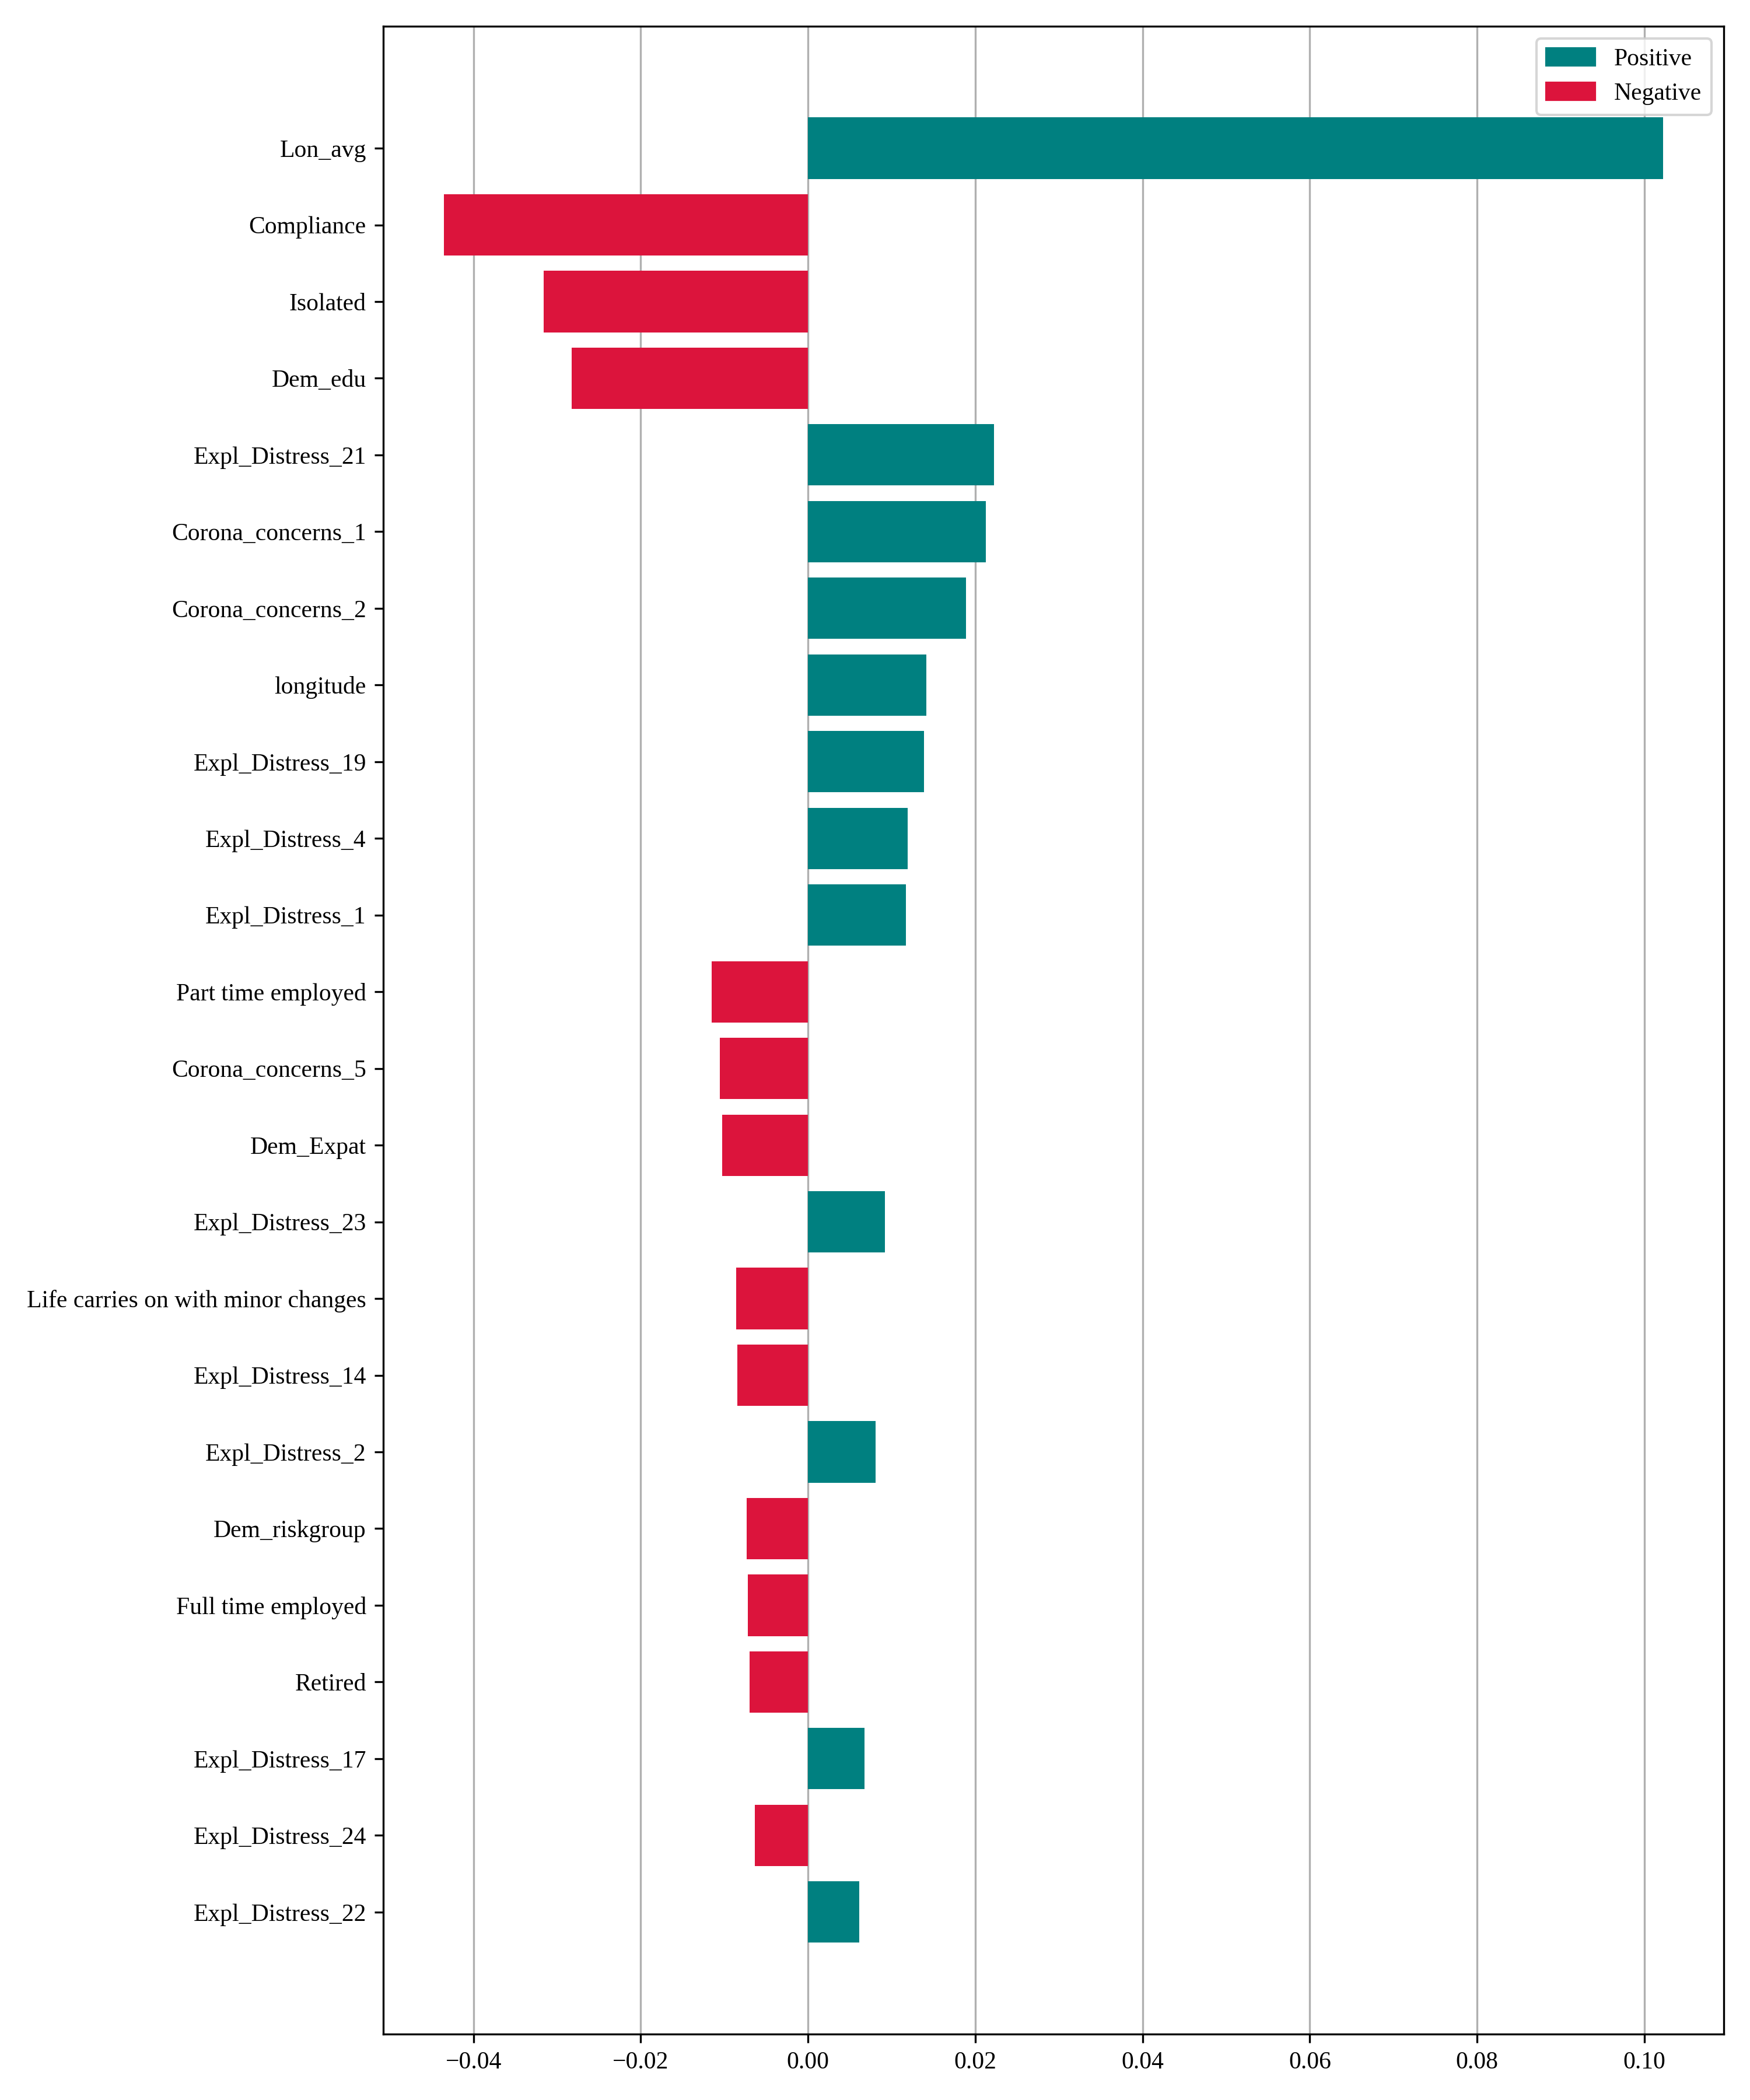 Positive
Negative
Lon_avg
Compliance
Isolated
Dem_edu
Expl_Distress_21
Corona_concerns_1
Corona_concerns_2
longitude
Expl_Distress_19
Expl_Distress_4
Expl_Distress_1
Part time employed
Corona_concerns_5
Dem_Expat
Expl_Distress_23
Life carries on with minor changes
Expl_Distress_14
Expl_Distress_2
Dem_riskgroup
Full time employed
Retired
Expl_Distress_17
Expl_Distress_24
Expl_Distress_22
−0.04 −0.02 0.00 0.02 0.04 0.06 0.08 0.10